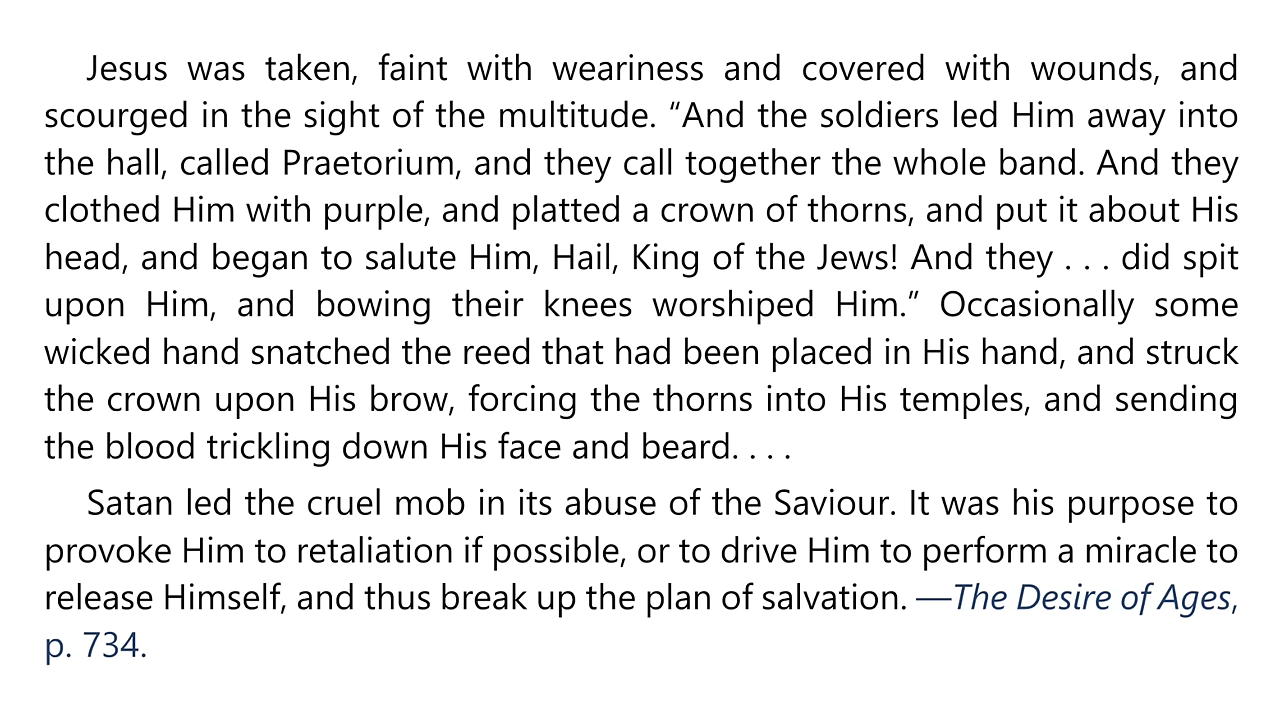 Jesus was taken, faint with weariness and covered with wounds, and
scourged in the sight of the multitude. “And the soldiers led Him away into
the hall, called Praetorium, and they call together the whole band. And they
clothed Him with purple, and platted a crown of thorns, and put it about His
head, and began to salute Him, Hail, King of the Jews! And they . . . did spit
upon Him, and bowing their knees worshiped Him.” Occasionally some
wicked hand snatched the reed that had been placed in His hand, and struck
the crown upon His brow, forcing the thorns into His temples, and sending
the blood trickling down His face and beard. . . .
Satan led the cruel mob in its abuse of the Saviour. It was his purpose to
provoke Him to retaliation if possible, or to drive Him to perform a miracle to
release Himself, and thus break up the plan of salvation. —The Desire of Ages,
p. 734.